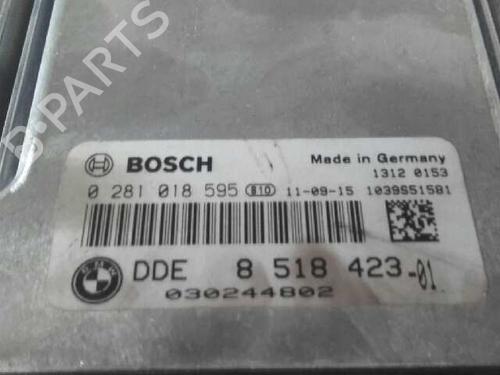 B-PARTS
BOSCH Made in Germany
1312 0153
0 281 018 595 B10 11-09-15 1039S51581
DDE 8 518 423-01
030244802